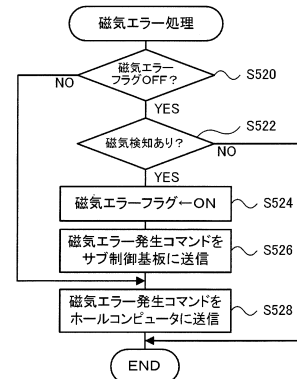 磁気エラー処理
磁気エラー
フラグOFF?
S520
NO
YES
磁気検知あり?
S522
NO
YES
磁気エラーフラグ←ON
S524
磁気エラー発生コマンドを
サブ制御基板に送信
S526
磁気エラー発生コマンドを
ホールコンピュータに送信
S528
END